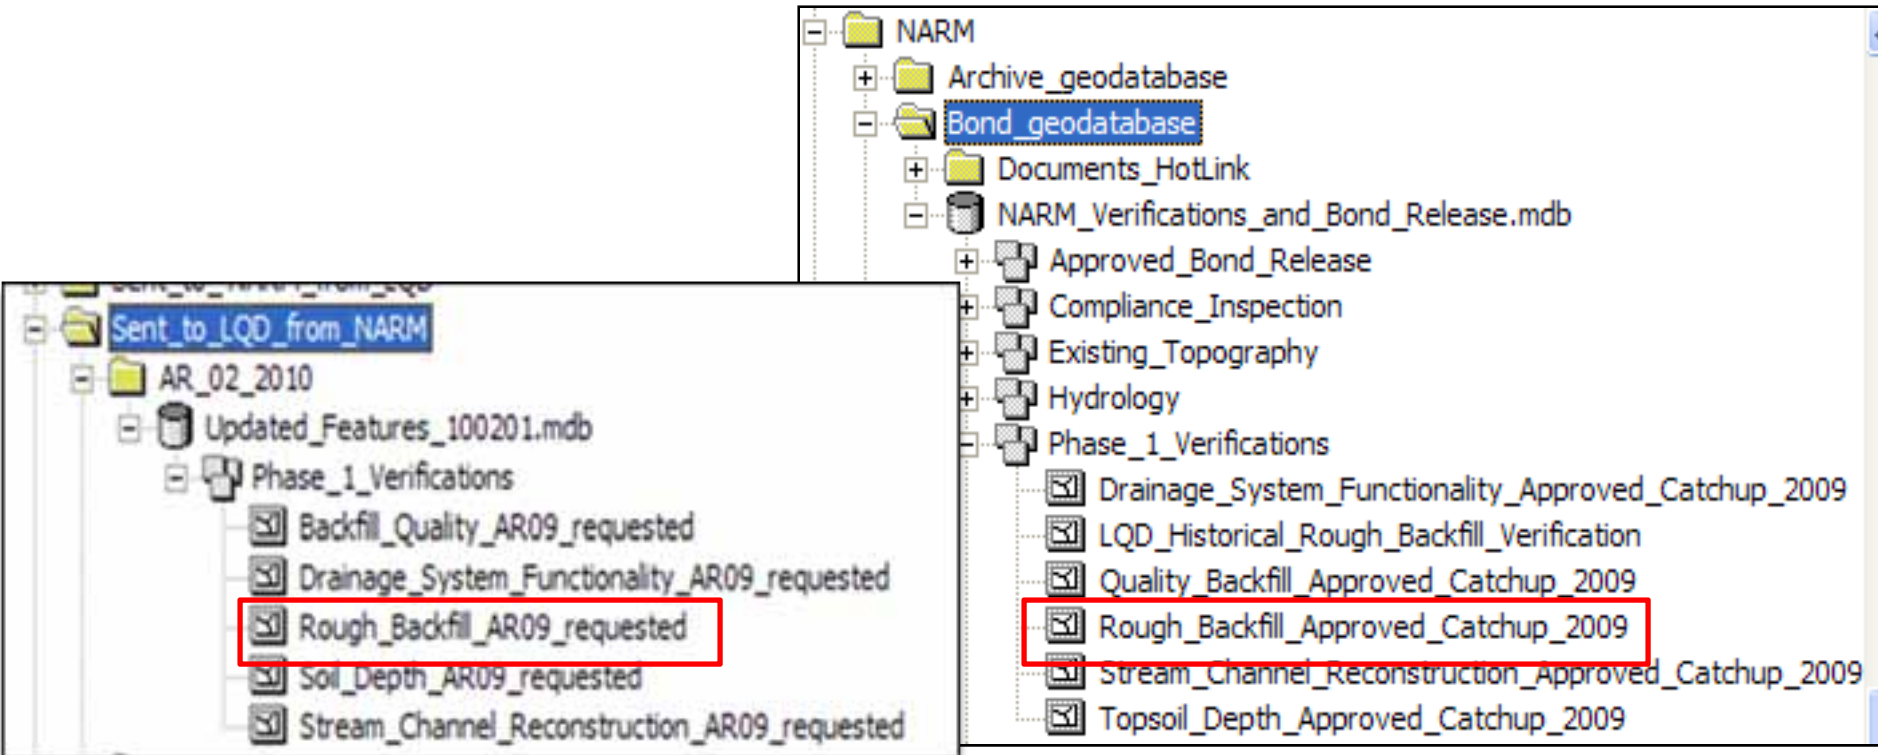 NARM
Archive_geodatabase
Bond_geodatabase
Documents_HotLink
NARM_Verifications_and_Bond_Release.mdb
Approved_Bond_Release
Compliance_Inspection
Existing_Topography
Hydrology
Phase_1_Verifications
Drainage_System_Functionality_Approved_Catchup_2009
LQD_Historical_Rough_Backfill_Verification
Quality_Backfill_Approved_Catchup_2009
Rough_Backfill_Approved_Catchup_2009
Stream_Channel_Reconstruction_Approved_Catchup_2009
Topsoil_Depth_Approved_Catchup_2009
Sent_to_NARM_from_LQD
Sent_to_LQD_from_NARM
AR_02_2010
Updated_Features_100201.mdb
Phase_1_Verifications
Backfill_Quality_AR09_requested
Drainage_System_Functionality_AR09_requested
Rough_Backfill_AR09_requested
Soil_Depth_AR09_requested
Stream_Channel_Reconstruction_AR09_requested